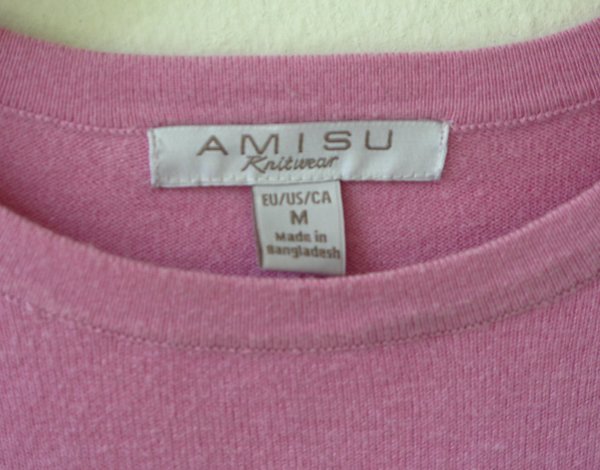 AMISU
Knitwear
EU/US/CA
M
Made in
Bangladesh